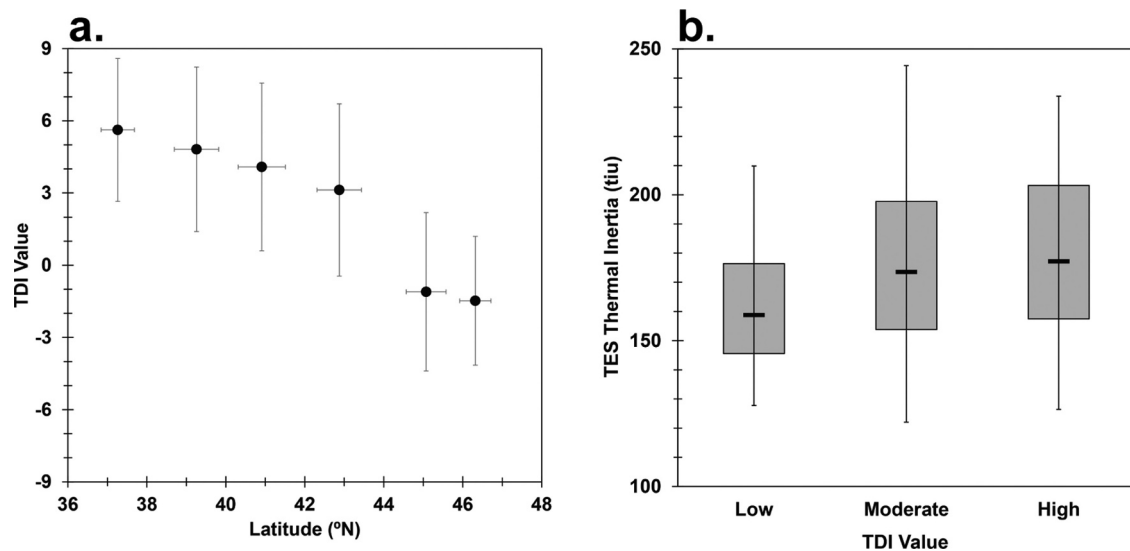 a.
9
6
3
0
-3
-6
-9
TDI Value
36 38 40 42 44 46 48
Latitude (ºN)
b.
250
200
150
100
TES Thermal Inertia (tiu)
Low Moderate High
TDI Value